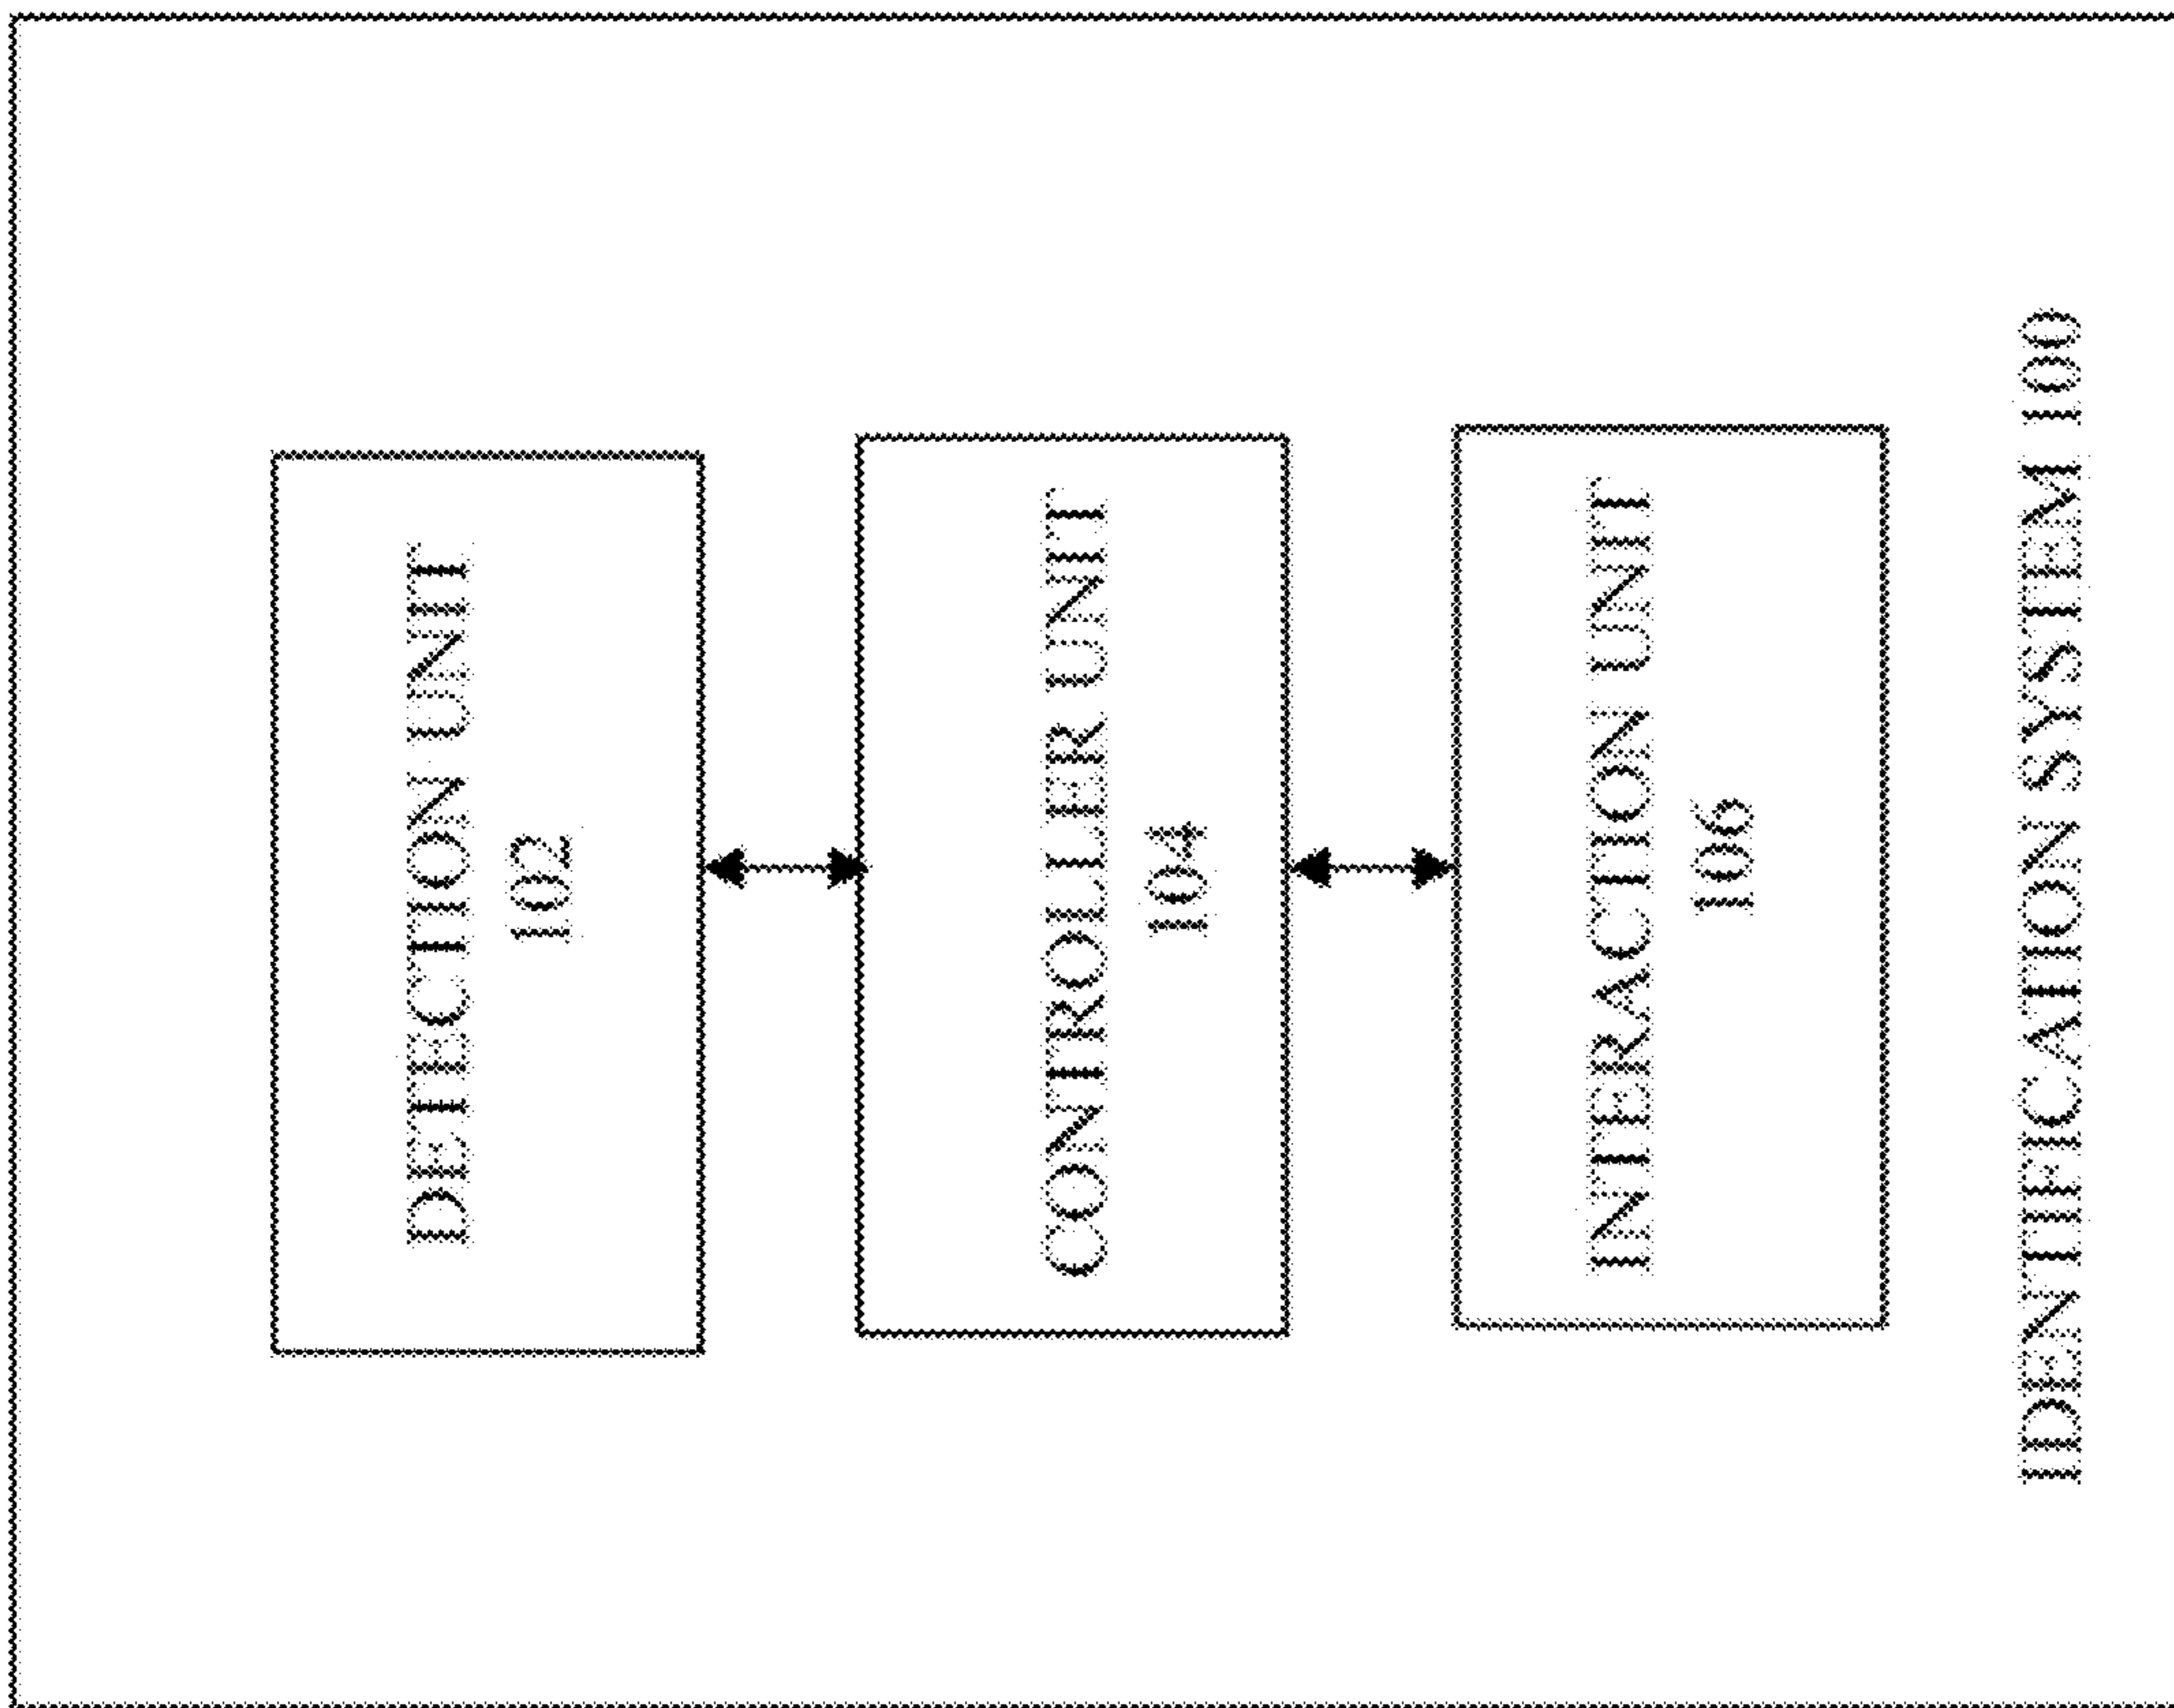 DETECTION UNIT
102
CONTROLLER UNIT
104
INTERACTION UNIT
106
IDENTIFICATION SYSTEM 100